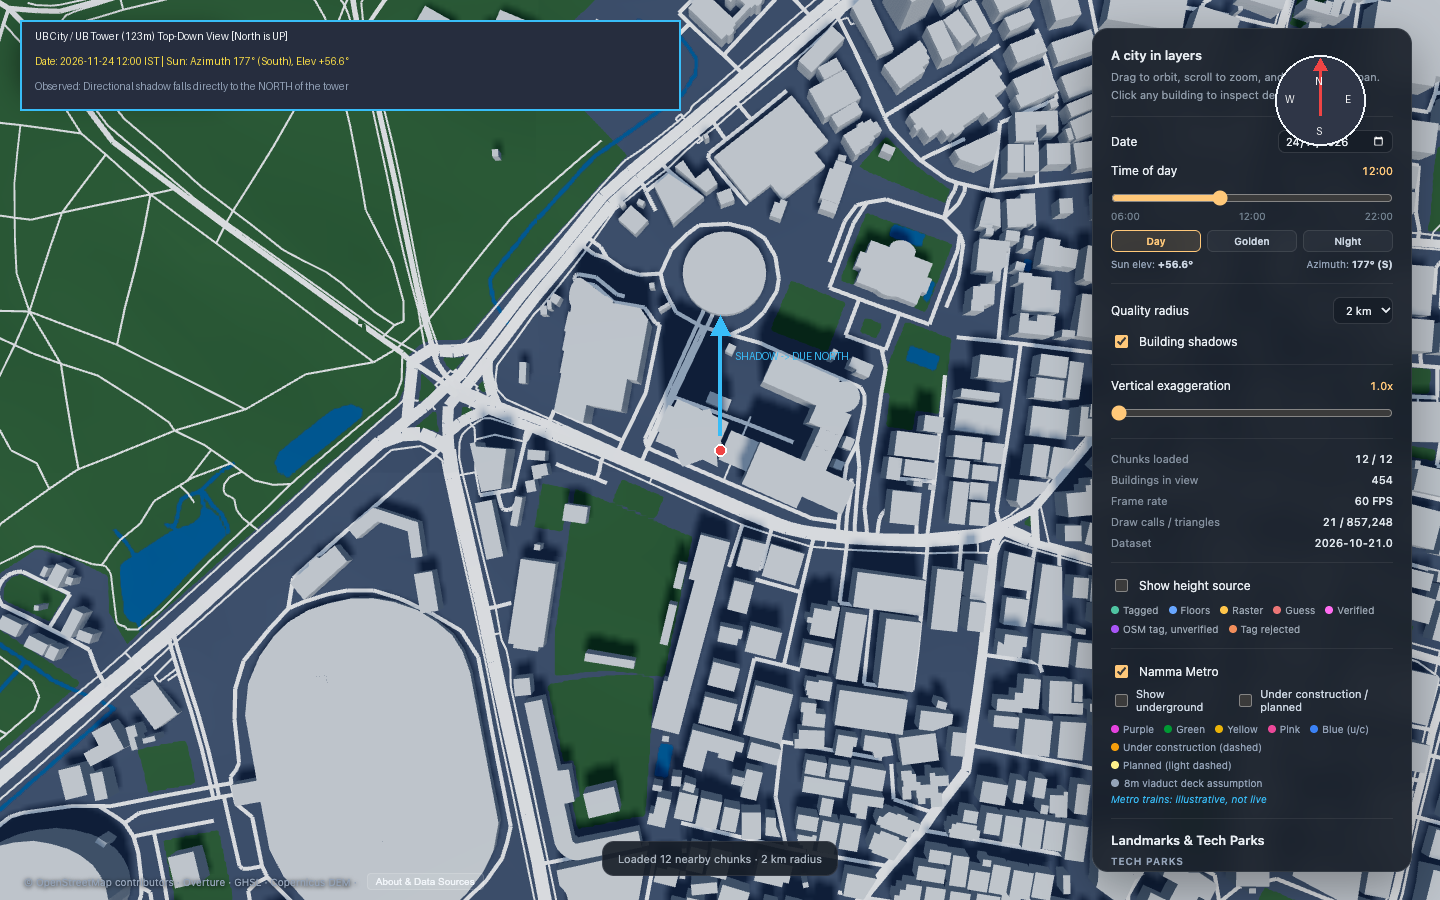 UB City / UB Tower (123m) Top-Down View [North is UP]
Date: 2026-11-24 12:00 IST | Sun: Azimuth 177° (South), Elev +56.6°
Observed: Directional shadow falls directly to the NORTH of the tower
SHADOW DUE NORTH
A city in layers
Drag to orbit, scroll to zoom, and
Click any building to inspect
N
W
E
S
Date
Time of day
12:00
06:00
12:00
22:00
Day
Golden
Night
Sun elev: +56.6°
Azimuth: 177° (S)
Quality radius
2 km
Building shadows
Vertical exaggeration
1.0x
Chunks loaded
12 / 12
Buildings in view
454
Frame rate
60 FPS
Draw calls / triangles
21 / 857,248
Dataset
2026-10-21.0
Show height source
Tagged
Floors
Raster
Guess
Verified
OSM tag, unverified
Tag rejected
Namma Metro
Show
underground
Under construction /
planned
Purple
Green
Yellow
Pink
Blue (u/c)
Under construction (dashed)
Planned (light dashed)
8m viaduct deck assumption
Metro trains: illustrative, not live
Landmarks & Tech Parks
TECH PARKS
Loaded 12 nearby chunks · 2 km radius
© OpenStreetMap contributors · Overture · GHSL · Copernicus DEM ·
About & Data Sources